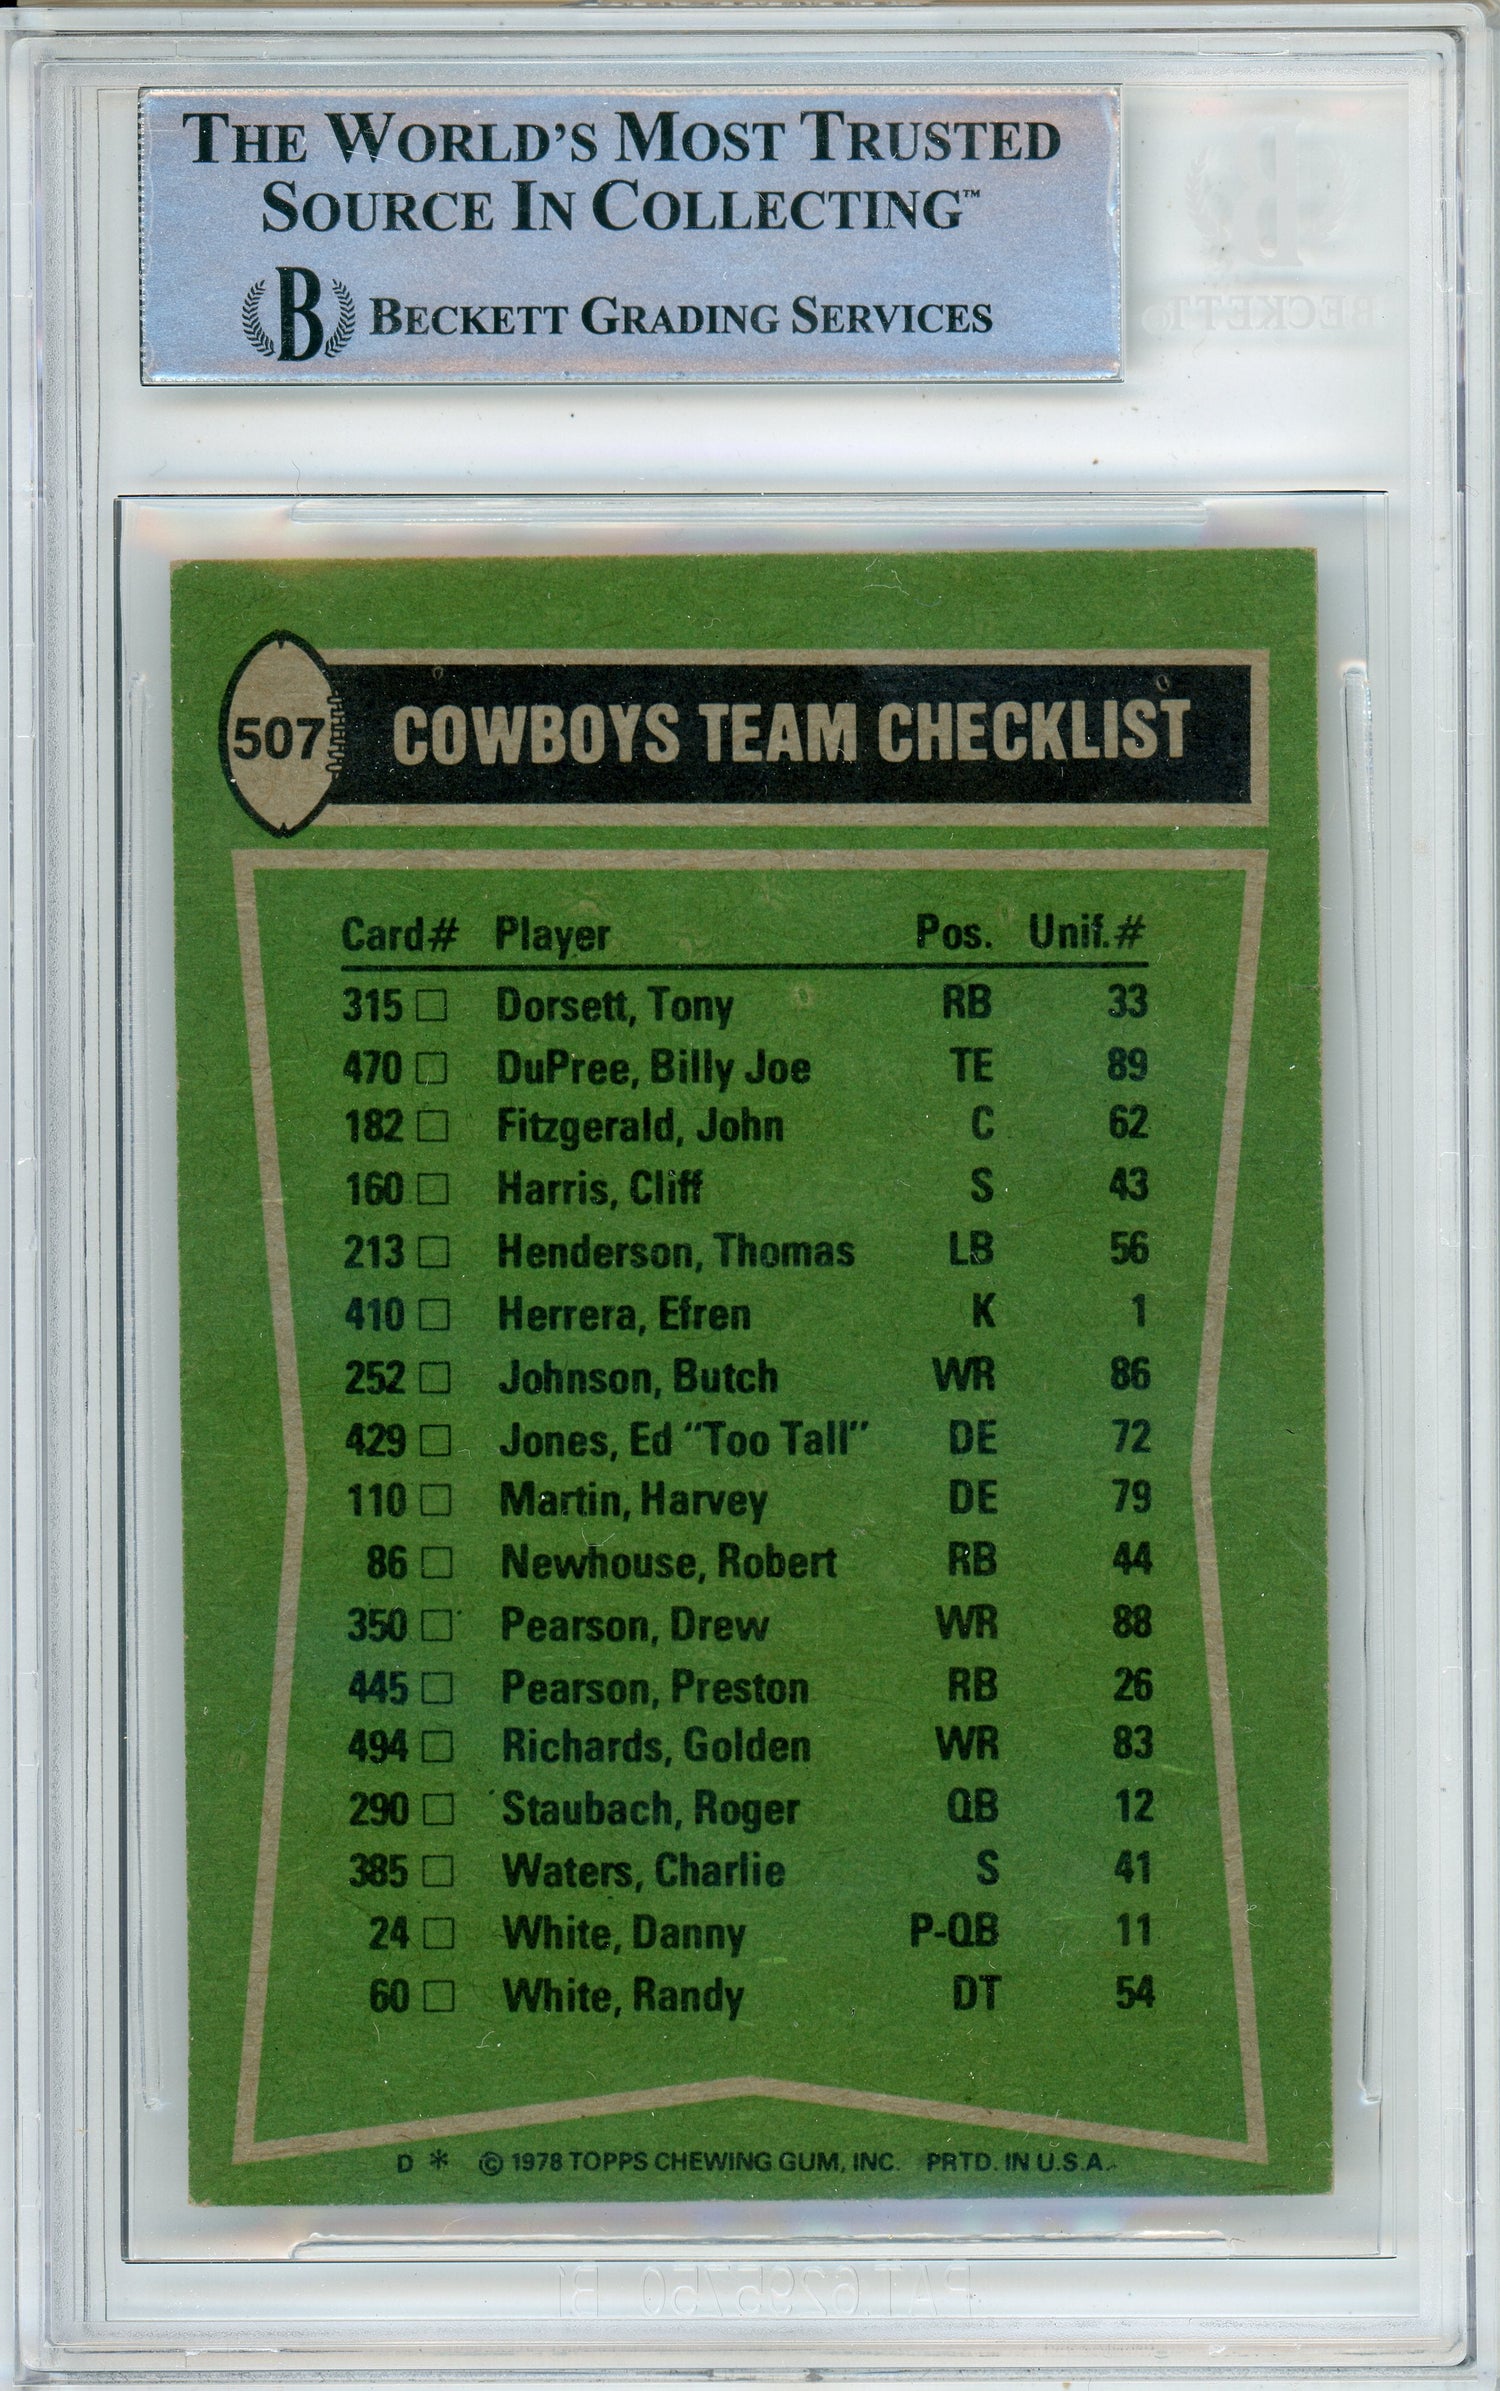 THE WORLD'S MOST TRUSTED
SOURCE IN COLLECTING™
B BECKETT GRADING SERVICES
B
BECKETT
507 COWBOYS TEAM CHECKLIST
Card# Player Pos. Unif.#
315 □ Dorsett, Tony RB 33
470 □ DuPree, Billy Joe TE 89
182 □ Fitzgerald, John C 62
160 □ Harris, Cliff S 43
213 □ Henderson, Thomas LB 56
410 □ Herrera, Efren K 1
252 □ Johnson, Butch WR 86
429 □ Jones, Ed "Too Tall" DE 72
110 □ Martin, Harvey DE 79
86 □ Newhouse, Robert RB 44
350 □ Pearson, Drew WR 88
445 □ Pearson, Preston RB 26
494 □ Richards, Golden WR 83
290 □ Staubach, Roger QB 12
385 □ Waters, Charlie S 41
24 □ White, Danny P-QB 11
60 □ White, Randy DT 54
D * © 1978 TOPPS CHEWING GUM, INC. PRTD. IN U.S.A.
PAT.6295750 B1